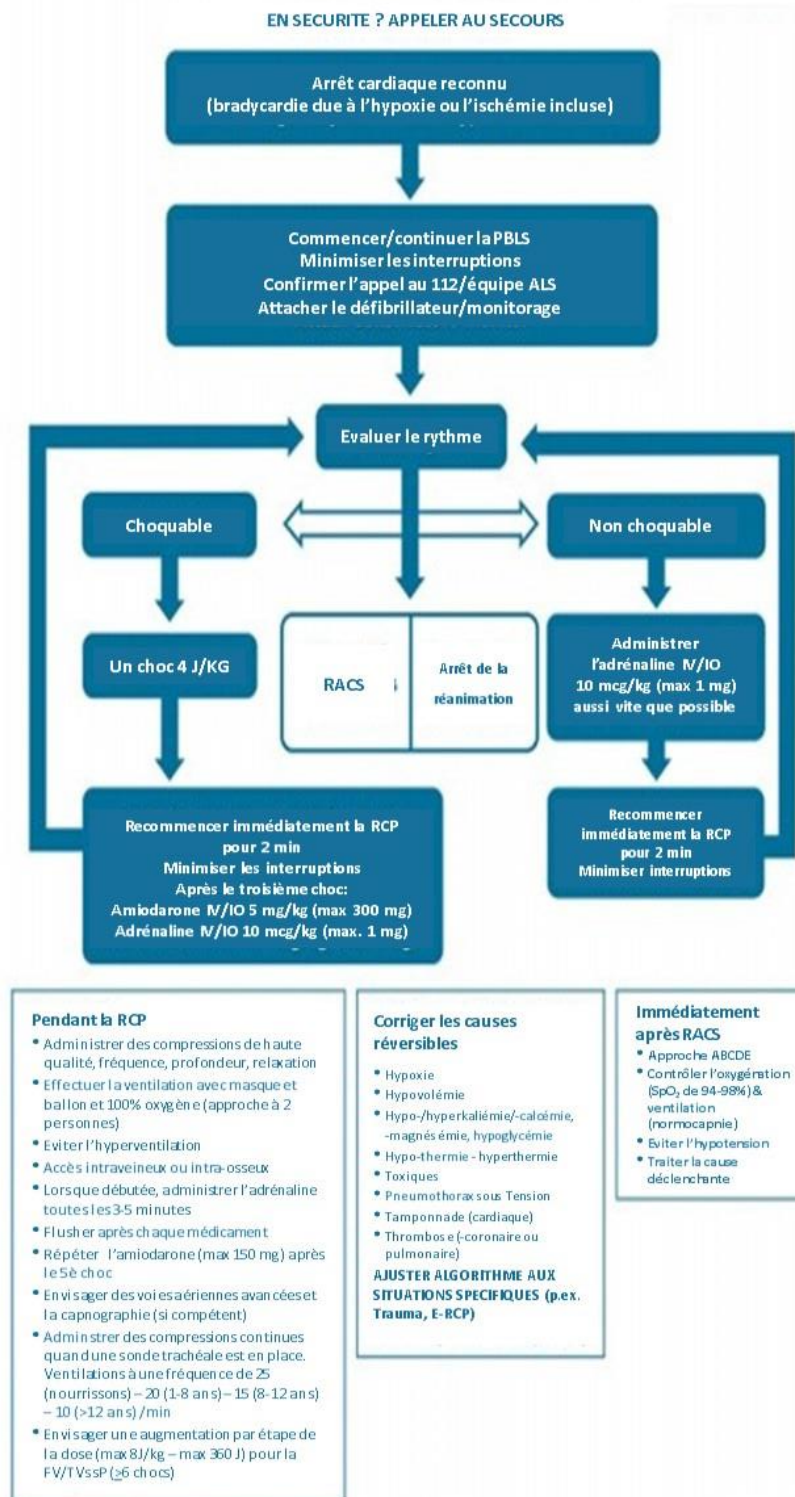 EN SECURITE ? APPELER AU SECOURS
Arrêt cardiaque reconnu
(bradycardie due à l'hypoxie ou l'ischémie incluse)
Commencer/continuer la PBLS
Minimiser les interruptions
Confirmer l'appel au 112/équipe ALS
Attacher le défibrillateur/monitorage
Evaluer le rythme
Choquable
Non choquable
Un choc 4 J/KG
RACS
Arrêt de la
réanimation
Administrer
l'adrénaline IV/IO
10 mcg/kg (max 1 mg)
aussi vite que possible
Recommencer immédiatement la RCP
pour 2 min
Minimiser les interruptions
Après le troisième choc:
Amiodarone IV/IO 5 mg/kg (max 300 mg)
Adrénaline IV/IO 10 mcg/kg (max. 1 mg)
Recommencer
immédiatement la RCP
pour 2 min
Minimiser interruptions
Pendant la RCP
• Administrer des compressions de haute
qualité, fréquence, profondeur, relaxation
• Effectuer la ventilation avec masque et
ballon et 100% oxygène (approche à 2
personnes)
• Eviter l'hyperventilation
• Accès intraveineux ou intra-osseux
• Lorsque débutée, administrer l'adrénaline
toutes les 3-5 minutes
• Flusher après chaque médicament
• Répéter l'amiodarone (max 150 mg) après
le 5è choc
• Envisager des voies aériennes avancées et
la capnographie (si compétent)
• Adminstrer des compressions continues
quand une sonde trachéale est en place.
Ventilations à une fréquence de 25
(nourrissons) – 20 (1-8 ans) – 15 (8-12 ans)
– 10 (>12 ans) /min
• Envisager une augmentation par étape de
la dose (max 8J/kg – max 360 J) pour la
FV/TVssP (≥6 chocs)
Corriger les causes
réversibles
• Hypoxie
• Hypovolémie
• Hypo-/hyperkaliémie/-calcémie,
-magnésémie, hypoglycémie
• Hypo-thermie - hyperthermie
• Toxiques
• Pneumothorax sous Tension
• Tamponnade (cardiaque)
• Thrombose (-coronaire ou
pulmonaire)
AJUSTER ALGORITHME AUX
SITUATIONS SPECIFIQUES (p.ex.
Trauma, E-RCP)
Immédiatement
après RACS
• Approche ABCDE
• Contrôler l'oxygénation
(SpO₂ de 94-98%) &
ventilation
(normocapnie)
• Eviter l'hypotension
• Traiter la cause
déclenchante